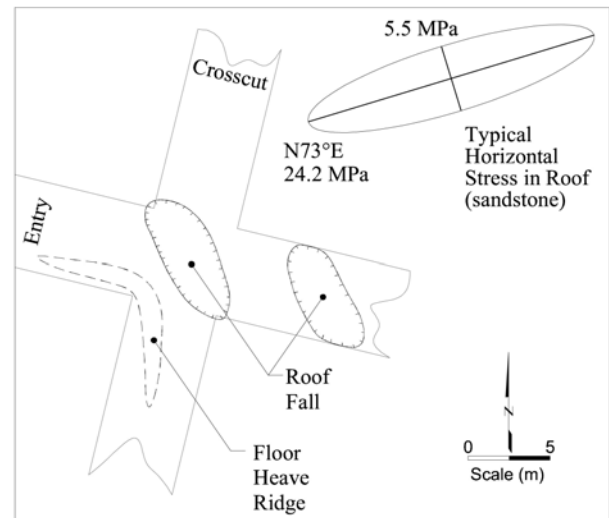 5.5 MPa
Crosscut
N73°E
24.2 MPa
Typical
Horizontal
Stress in Roof
(sandstone)
Entry
Roof
Fall
Floor
Heave
Ridge
N
0 5
Scale (m)